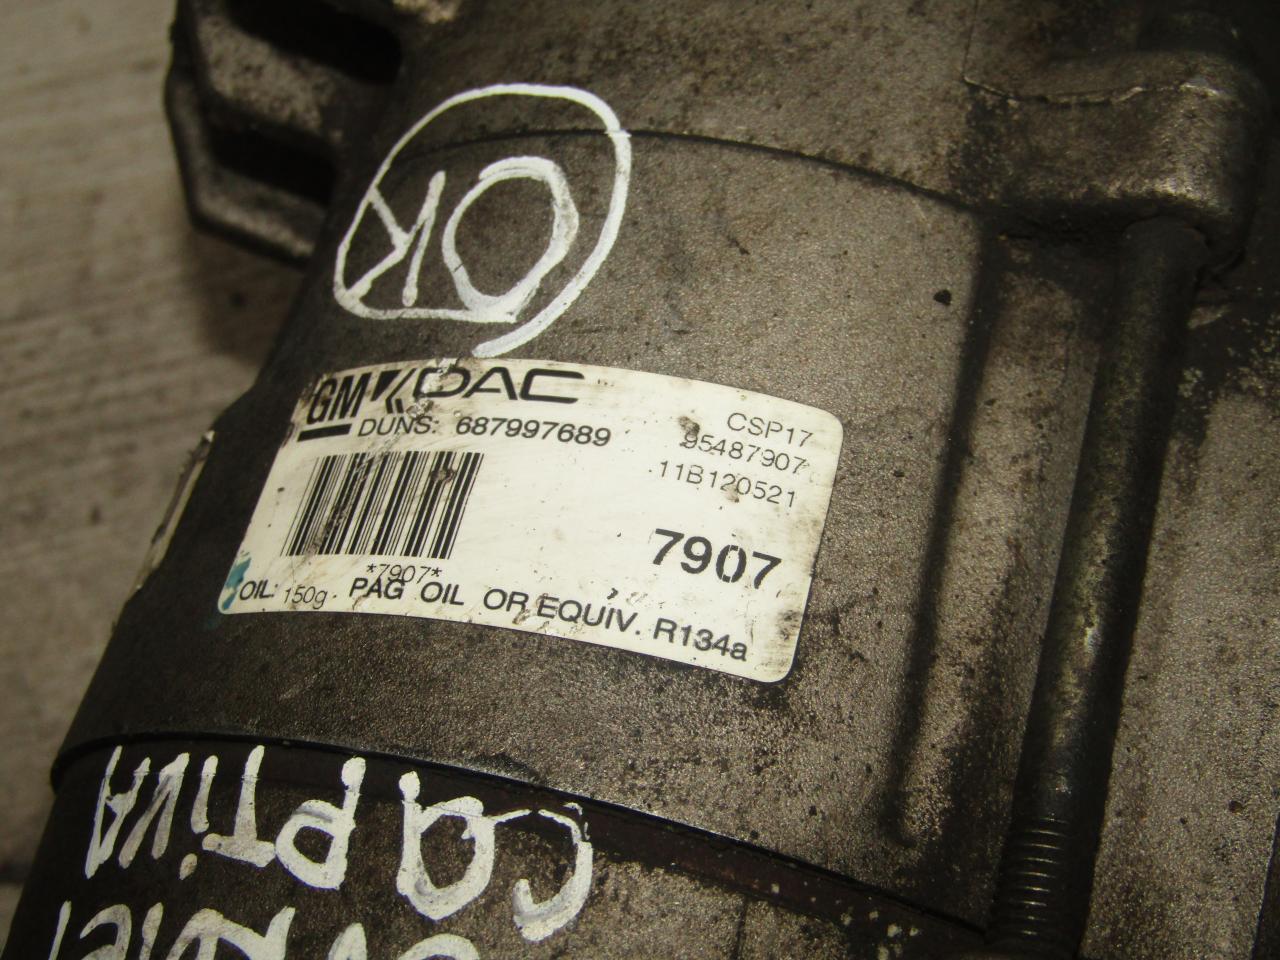 OK
GM DAC
DUNS: 687997689
CSP17
95487907
11B120521
7907
*7907*
OIL: 150g PAG OIL OR EQUIV. R134a
CAPTiVA